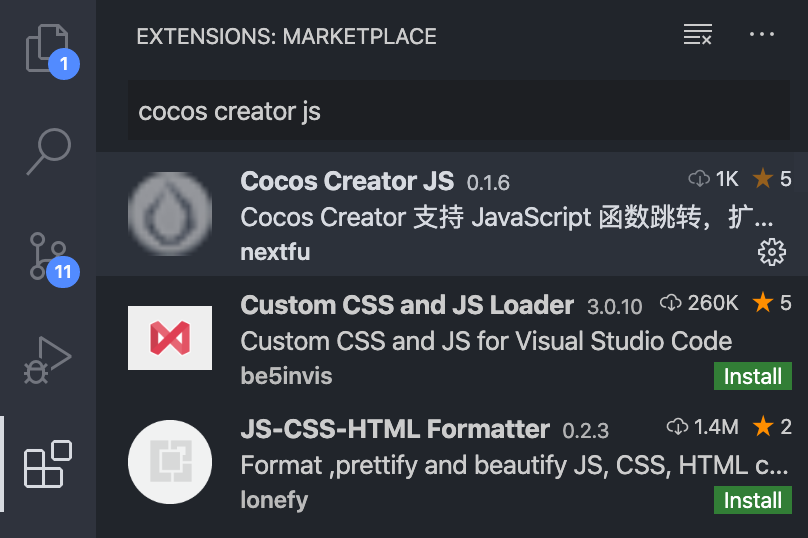 EXTENSIONS: MARKETPLACE
1
cocos creator js
Cocos Creator JS 0.1.6 1K 5
Cocos Creator 支持 JavaScript 函数跳转，扩...
nextfu
11
Custom CSS and JS Loader 3.0.10 260K 5
Custom CSS and JS for Visual Studio Code
be5invis Install
JS-CSS-HTML Formatter 0.2.3 1.4M 2
Format ,prettify and beautify JS, CSS, HTML c...
lonefy Install